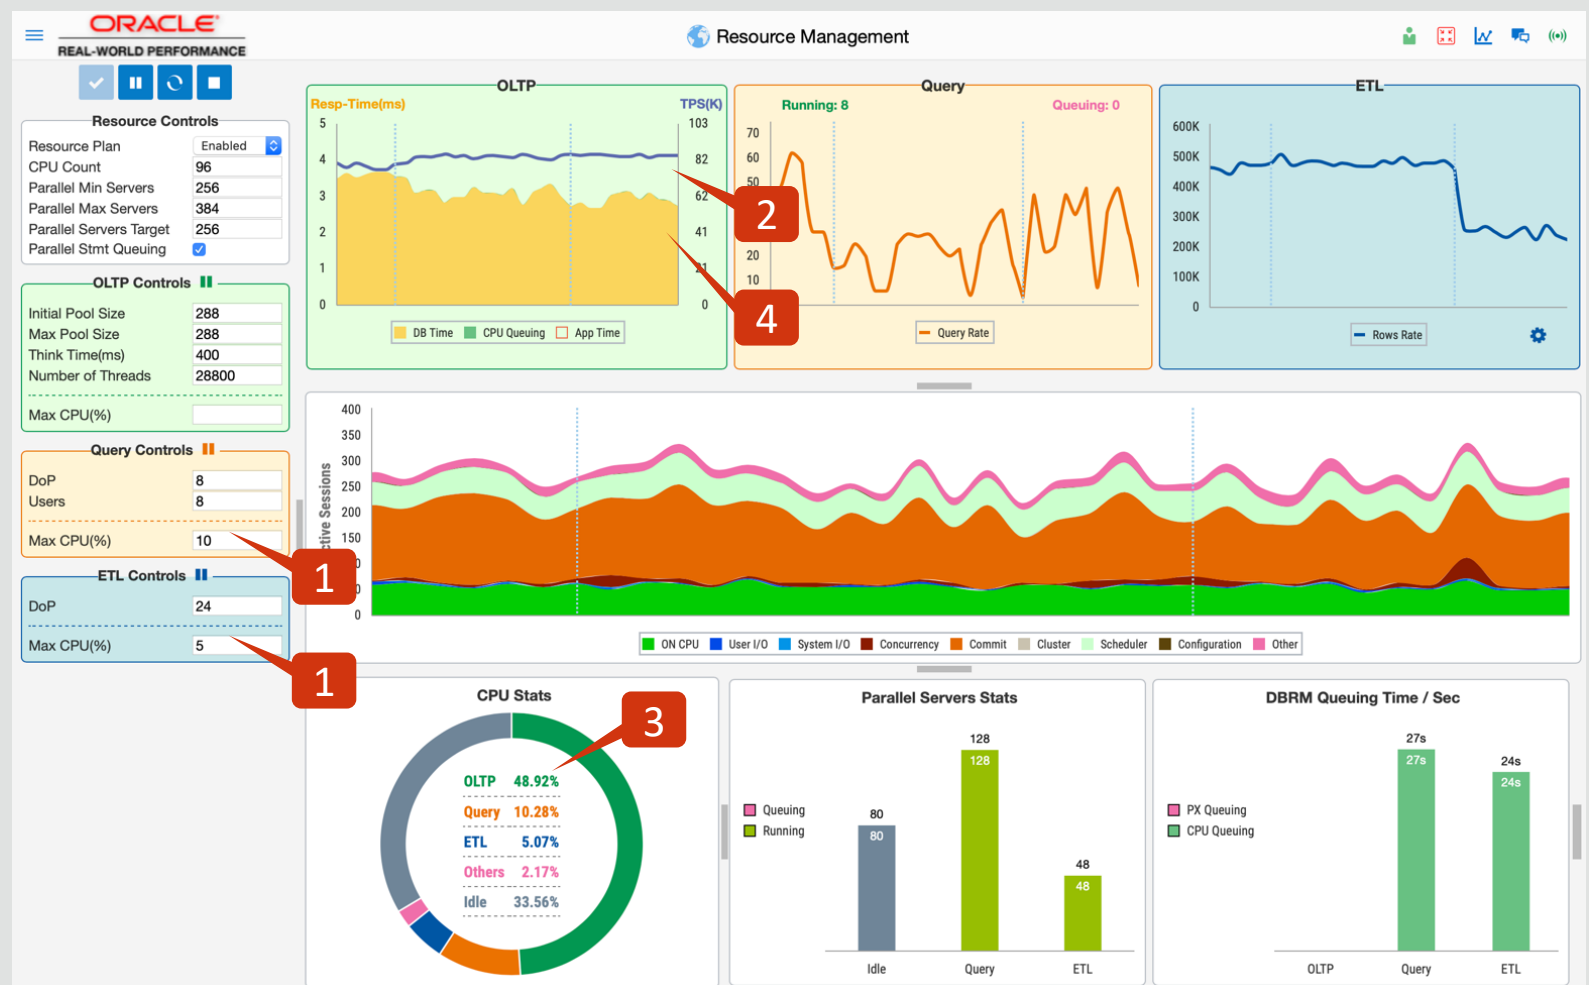 ORACLE
REAL-WORLD PERFORMANCE
Resource Management
Resource Controls
Resource Plan Enabled
CPU Count 96
Parallel Min Servers 256
Parallel Max Servers 384
Parallel Servers Target 256
Parallel Stmt Queuing
OLTP Controls
Initial Pool Size 288
Max Pool Size 288
Think Time(ms) 400
Number of Threads 28800
Max CPU(%)
Query Controls
DoP 8
Users 8
Max CPU(%) 10
1
ETL Controls
DoP 24
Max CPU(%) 5
1
OLTP
Resp-Time(ms) TPS(K)
5 103
4 82
3 62
2 41
1 21
0 0
DB Time CPU Queuing App Time
2
4
Query
Running: 8 Queuing: 0
70
60
50
20
10
Query Rate
ETL
600K
500K
400K
300K
200K
100K
0
Rows Rate
400
350
300
250
200
150
0
ctive Sessions
ON CPU User I/O System I/O Concurrency Commit Cluster Scheduler Configuration Other
CPU Stats
3
OLTP 48.92%
Query 10.28%
ETL 5.07%
Others 2.17%
Idle 33.56%
Parallel Servers Stats
Queuing
Running
80
80
128
128
48
48
Idle Query ETL
DBRM Queuing Time / Sec
PX Queuing
CPU Queuing
27s
27s
24s
24s
OLTP Query ETL